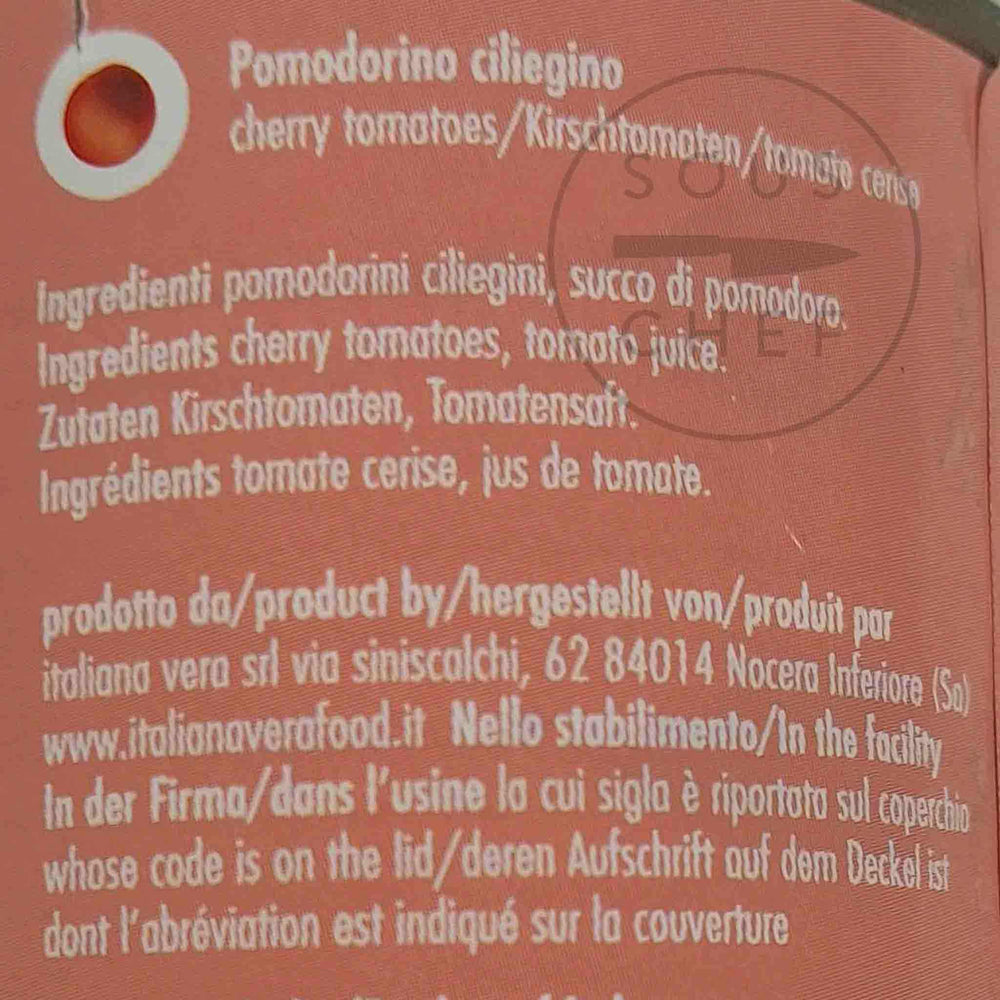 Pomodorino ciliegino
cherry tomatoes/Kirschtomaten/tomate cerise
SOUS
CHEF
Ingredienti pomodorini ciliegini, succo di pomodoro.
Ingredients cherry tomatoes, tomato juice.
Zutaten Kirschtomaten, Tomatensaft.
Ingrédients tomate cerise, jus de tomate.
prodotto da/product by/hergestellt von/produit par
italiana vera srl via siniscalchi, 62 84014 Nocera Inferiore (Sa)
www.italianaverafood.it Nello stabilimento/In the facility
In der Firma/dans l'usine la cui sigla è riportata sul coperchio
whose code is on the lid/deren Aufschrift auf dem Deckel ist
dont l'abréviation est indiqué sur la couverture